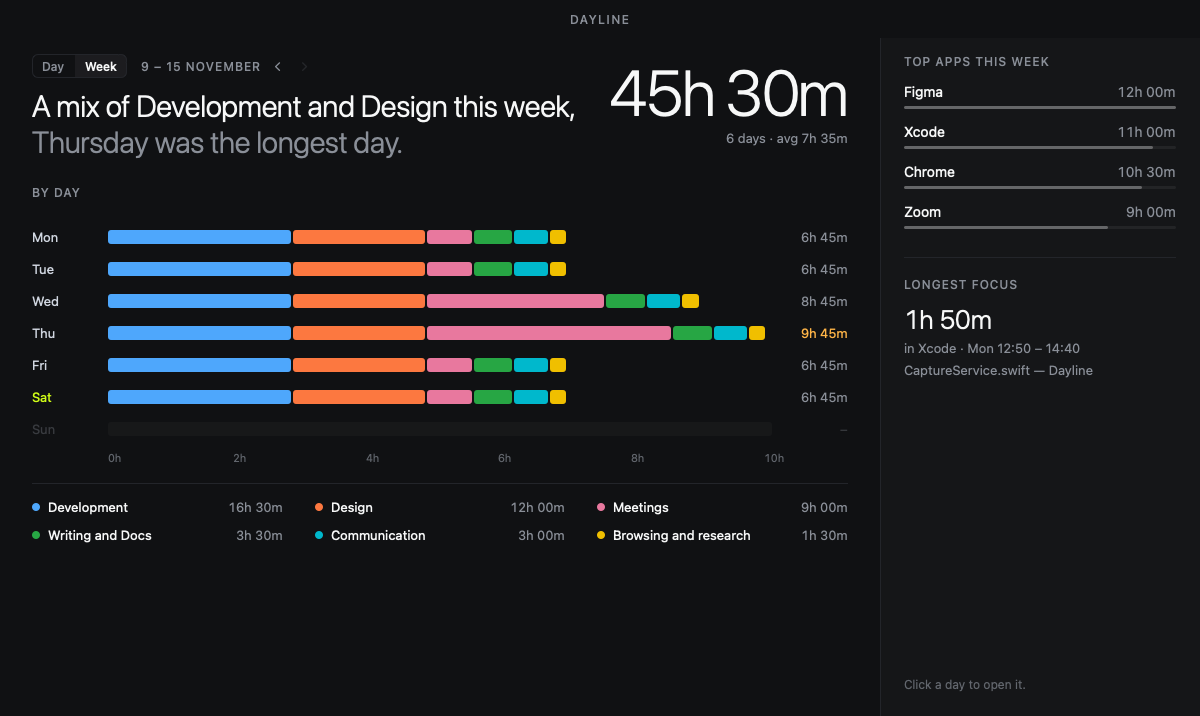 DAYLINE
Day Week 9 – 15 NOVEMBER
A mix of Development and Design this week,
Thursday was the longest day.
45h 30m
6 days · avg 7h 35m
BY DAY
Mon 6h 45m
Tue 6h 45m
Wed 8h 45m
Thu 9h 45m
Fri 6h 45m
Sat 6h 45m
Sun –
0h 2h 4h 6h 8h 10h
Development 16h 30m Design 12h 00m Meetings 9h 00m
Writing and Docs 3h 30m Communication 3h 00m Browsing and research 1h 30m
TOP APPS THIS WEEK
Figma 12h 00m
Xcode 11h 00m
Chrome 10h 30m
Zoom 9h 00m
LONGEST FOCUS
1h 50m
in Xcode · Mon 12:50 – 14:40
CaptureService.swift — Dayline
Click a day to open it.